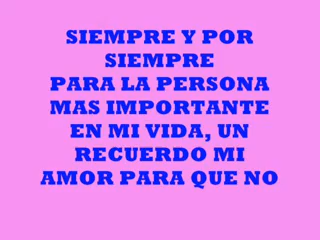 SIEMPRE Y POR
SIEMPRE
PARA LA PERSONA
MAS IMPORTANTE
EN MI VIDA, UN
RECUERDO MI
AMOR PARA QUE NO